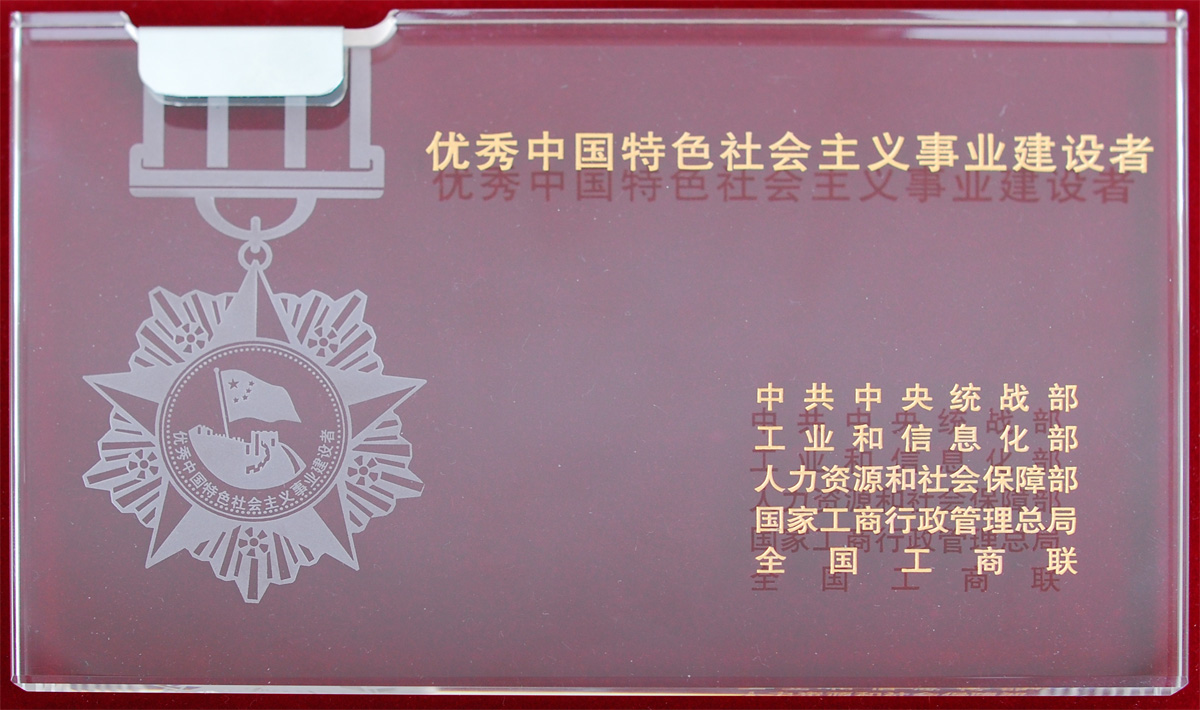 优秀中国特色社会主义事业建设者
优秀中国特色社会主义事业建设者
中共中央统战部
工业和信息化部
人力资源和社会保障部
国家工商行政管理总局
全国工商联